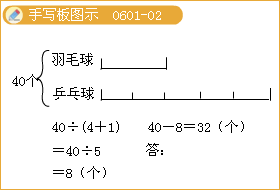 手写板图示 0601-02
羽毛球
40个
乒乓球
40÷(4+1) 40-8=32（个）
=40÷5 答：
=8（个）